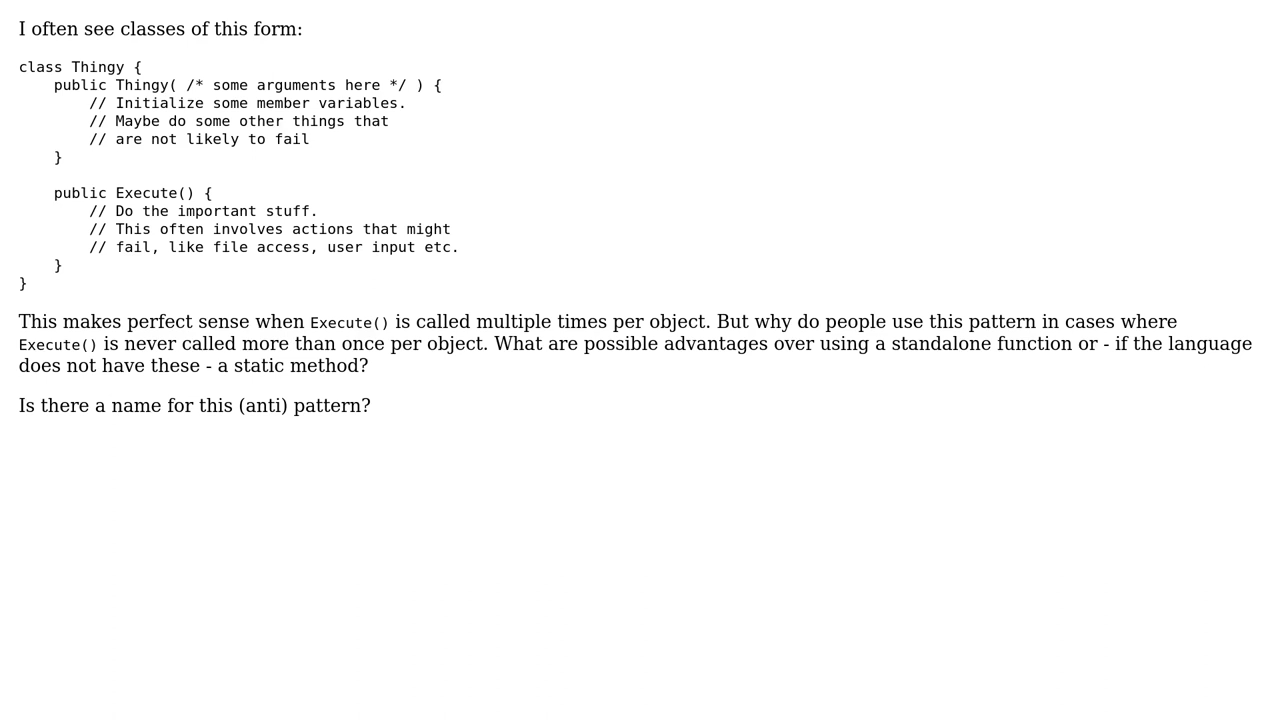 I often see classes of this form:
class Thingy {
    public Thingy( /* some arguments here */ ) {
        // Initialize some member variables.
        // Maybe do some other things that
        // are not likely to fail
    }

    public Execute() {
        // Do the important stuff.
        // This often involves actions that might
        // fail, like file access, user input etc.
    }
}
This makes perfect sense when Execute() is called multiple times per object. But why do people use this pattern in cases where
Execute() is never called more than once per object. What are possible advantages over using a standalone function or - if the language
does not have these - a static method?
Is there a name for this (anti) pattern?